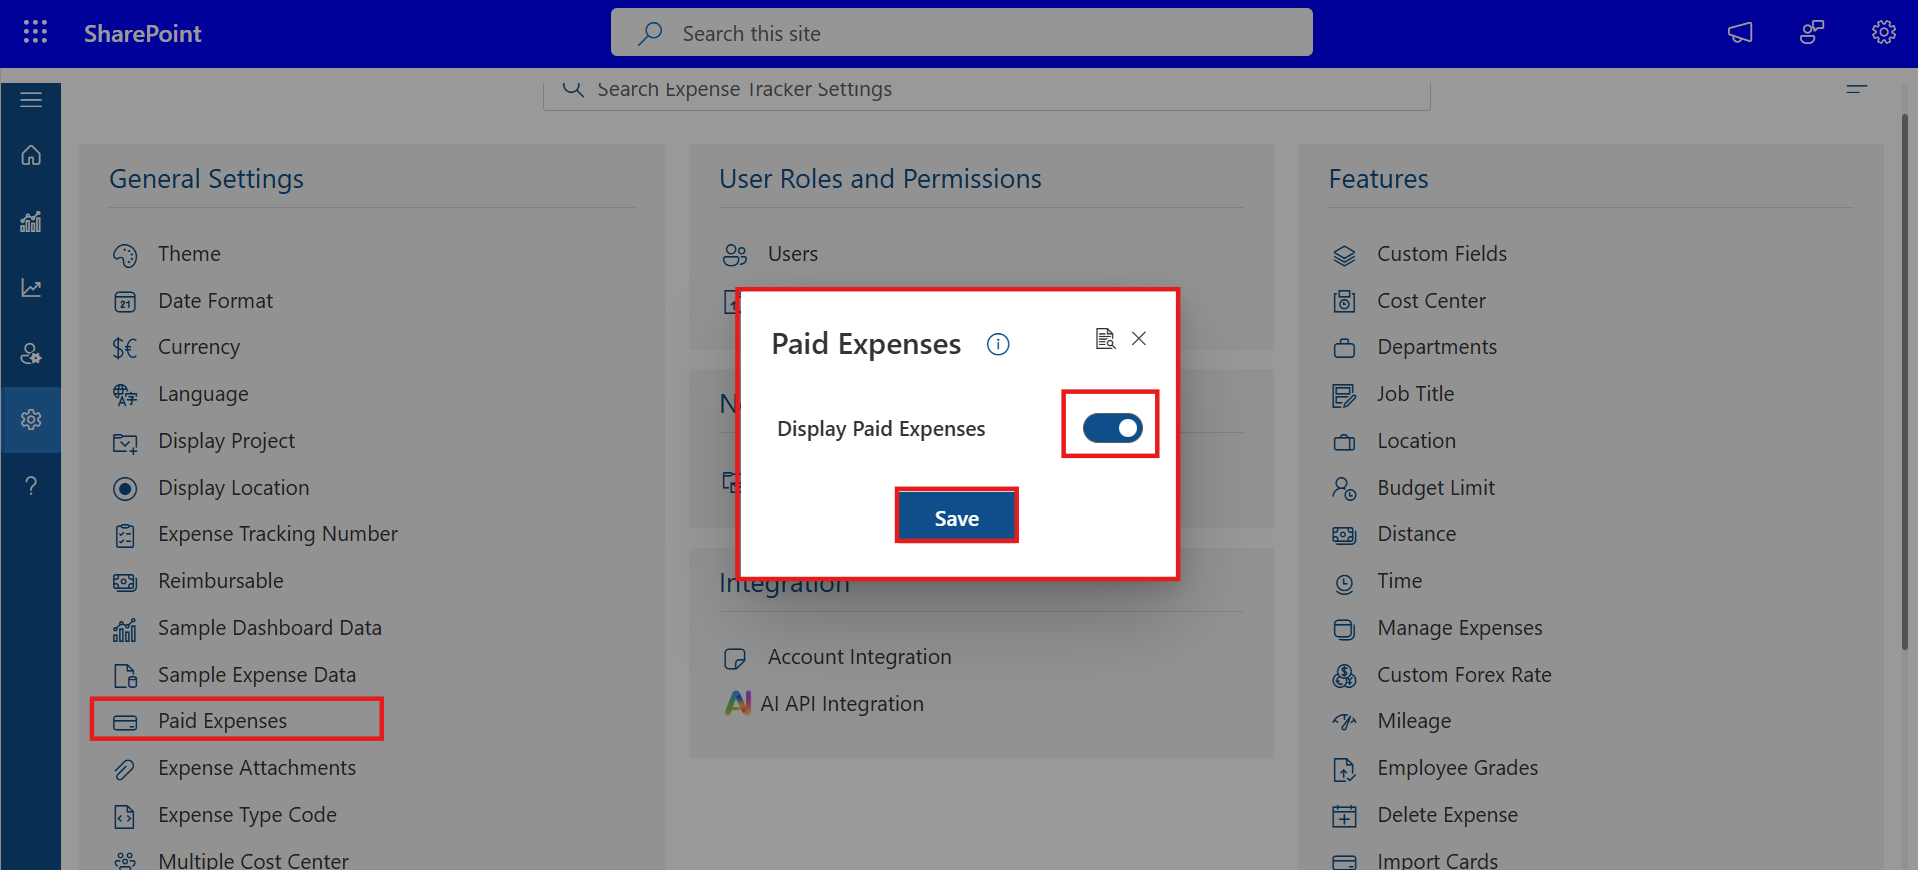 SharePoint
Search this site
Search Expense Tracker Settings
General Settings
Theme
Date Format
21
Currency
Language
Display Project
Display Location
Expense Tracking Number
Reimbursable
Sample Dashboard Data
Sample Expense Data
Paid Expenses
Expense Attachments
Expense Type Code
Multiple Cost Center
User Roles and Permissions
Users
Paid Expenses
Display Paid Expenses
Save
Integration
Account Integration
AI API Integration
Features
Custom Fields
Cost Center
Departments
Job Title
Location
Budget Limit
Distance
Time
Manage Expenses
Custom Forex Rate
Mileage
Employee Grades
Delete Expense
Import Cards